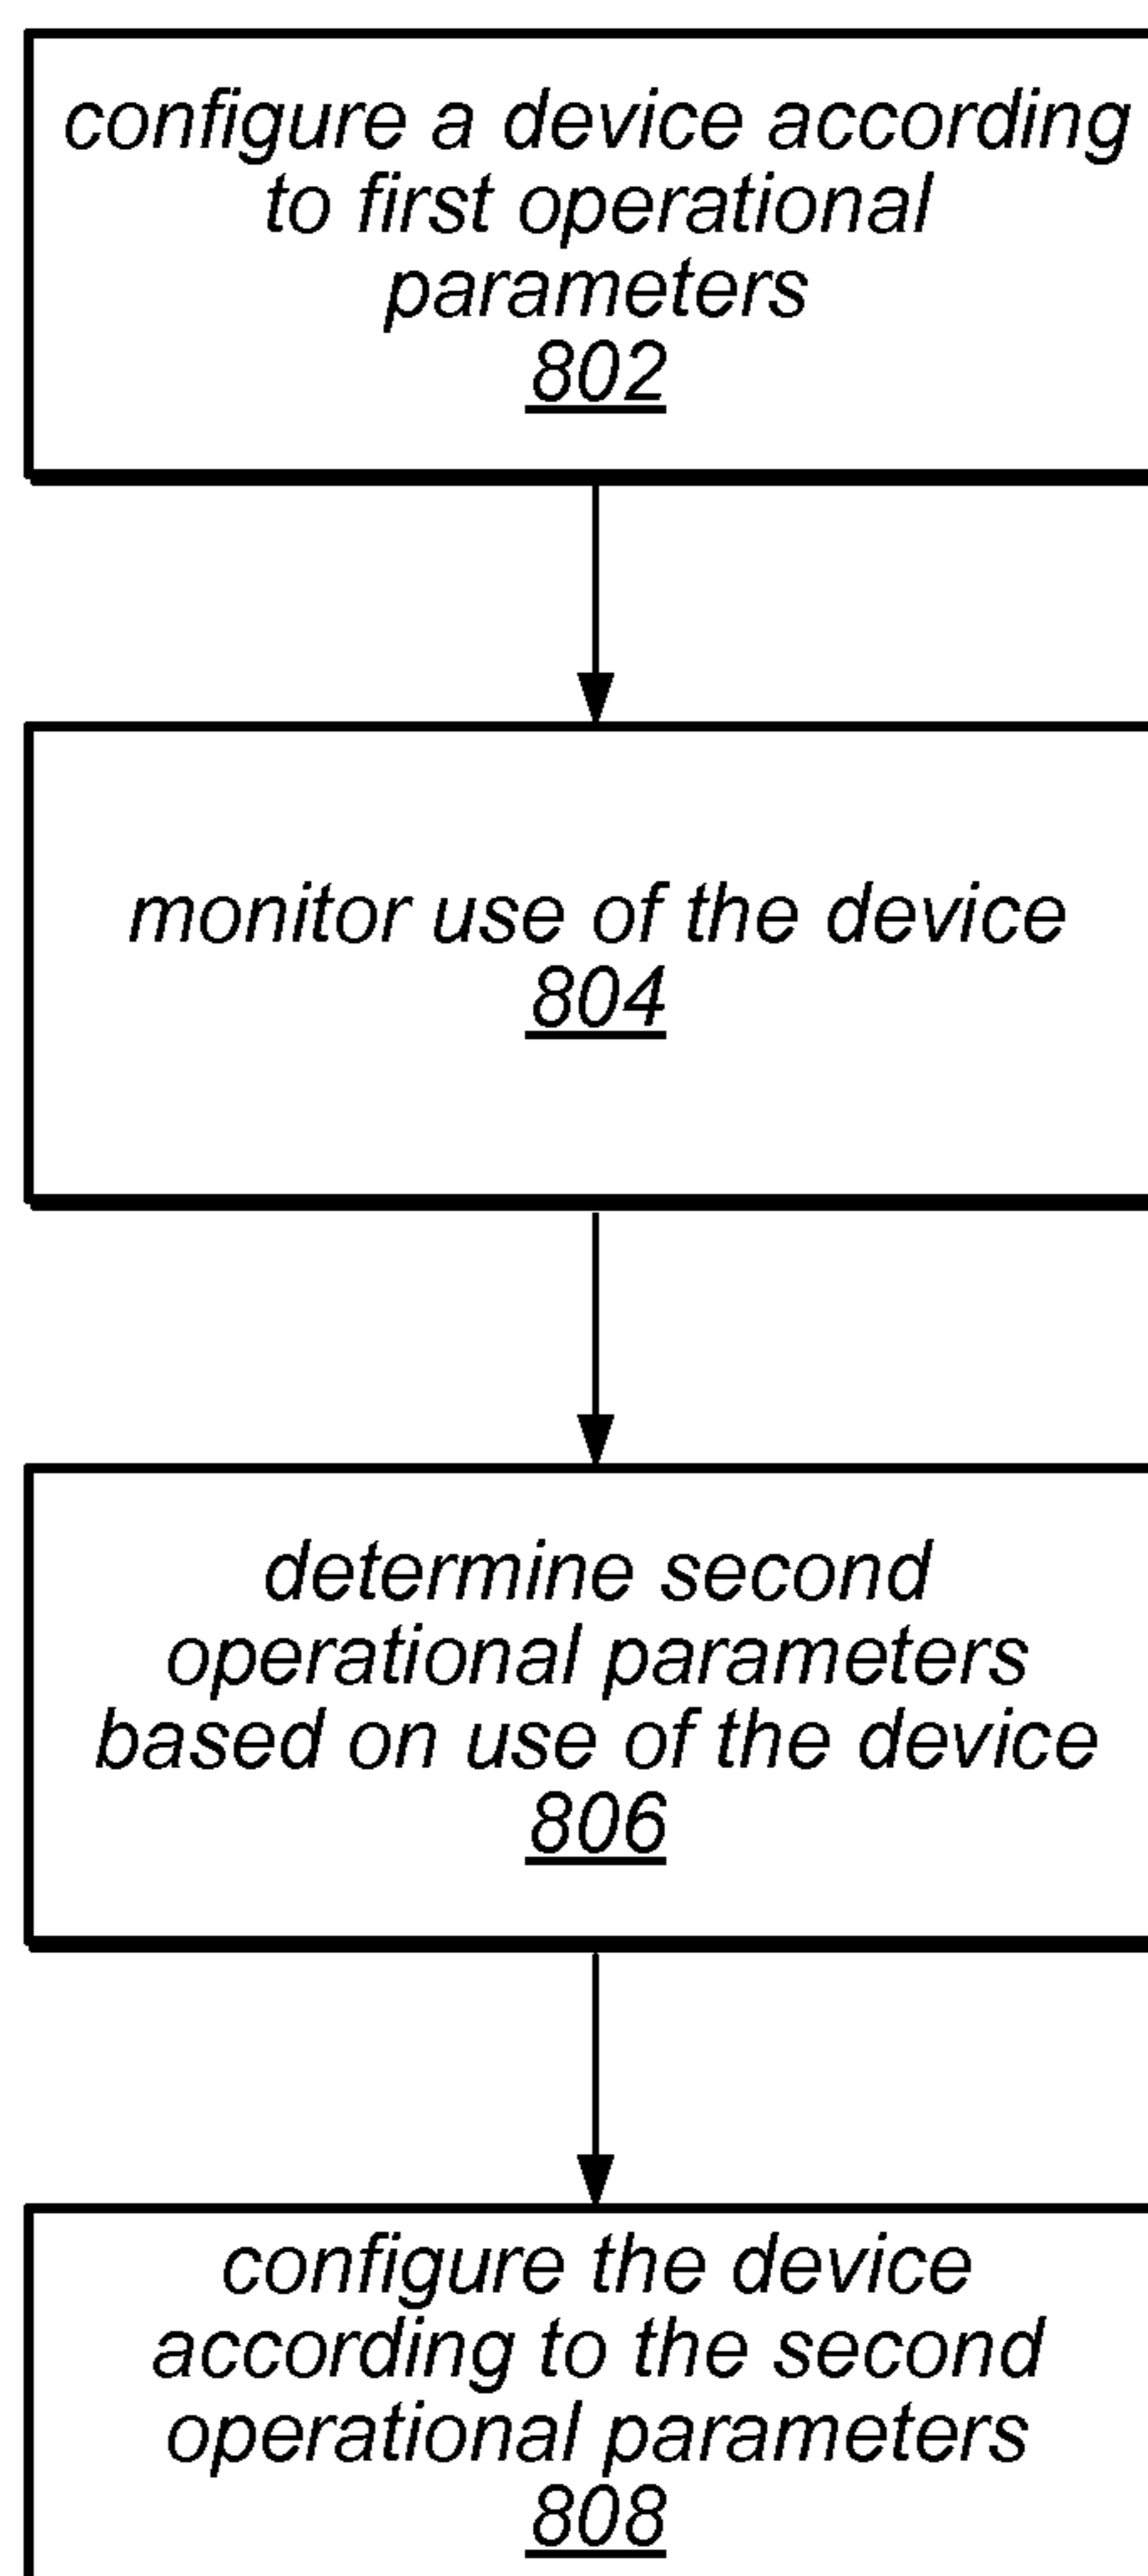 configure a device according
to first operational
parameters
802
monitor use of the device
804
determine second
operational parameters
based on use of the device
806
configure the device
according to the second
operational parameters
808